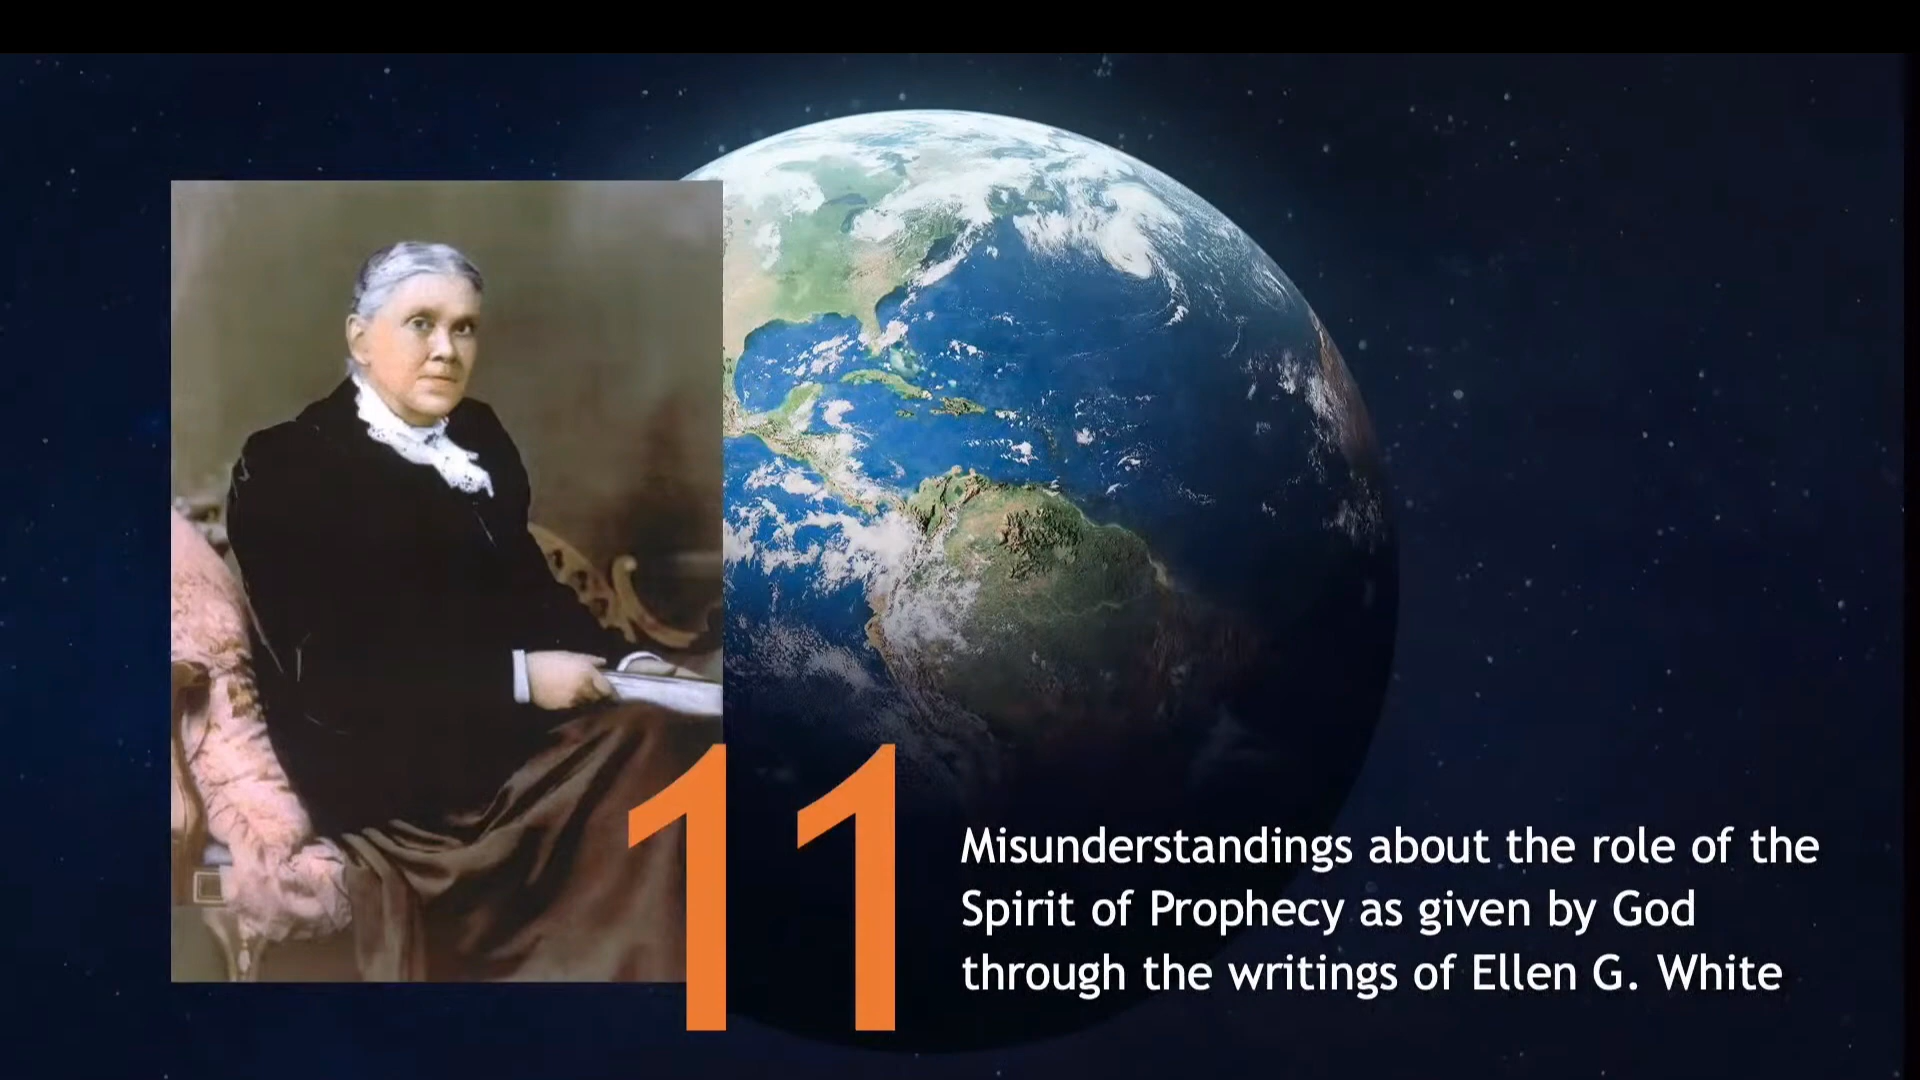 11
Misunderstandings about the role of the
Spirit of Prophecy as given by God
through the writings of Ellen G. White